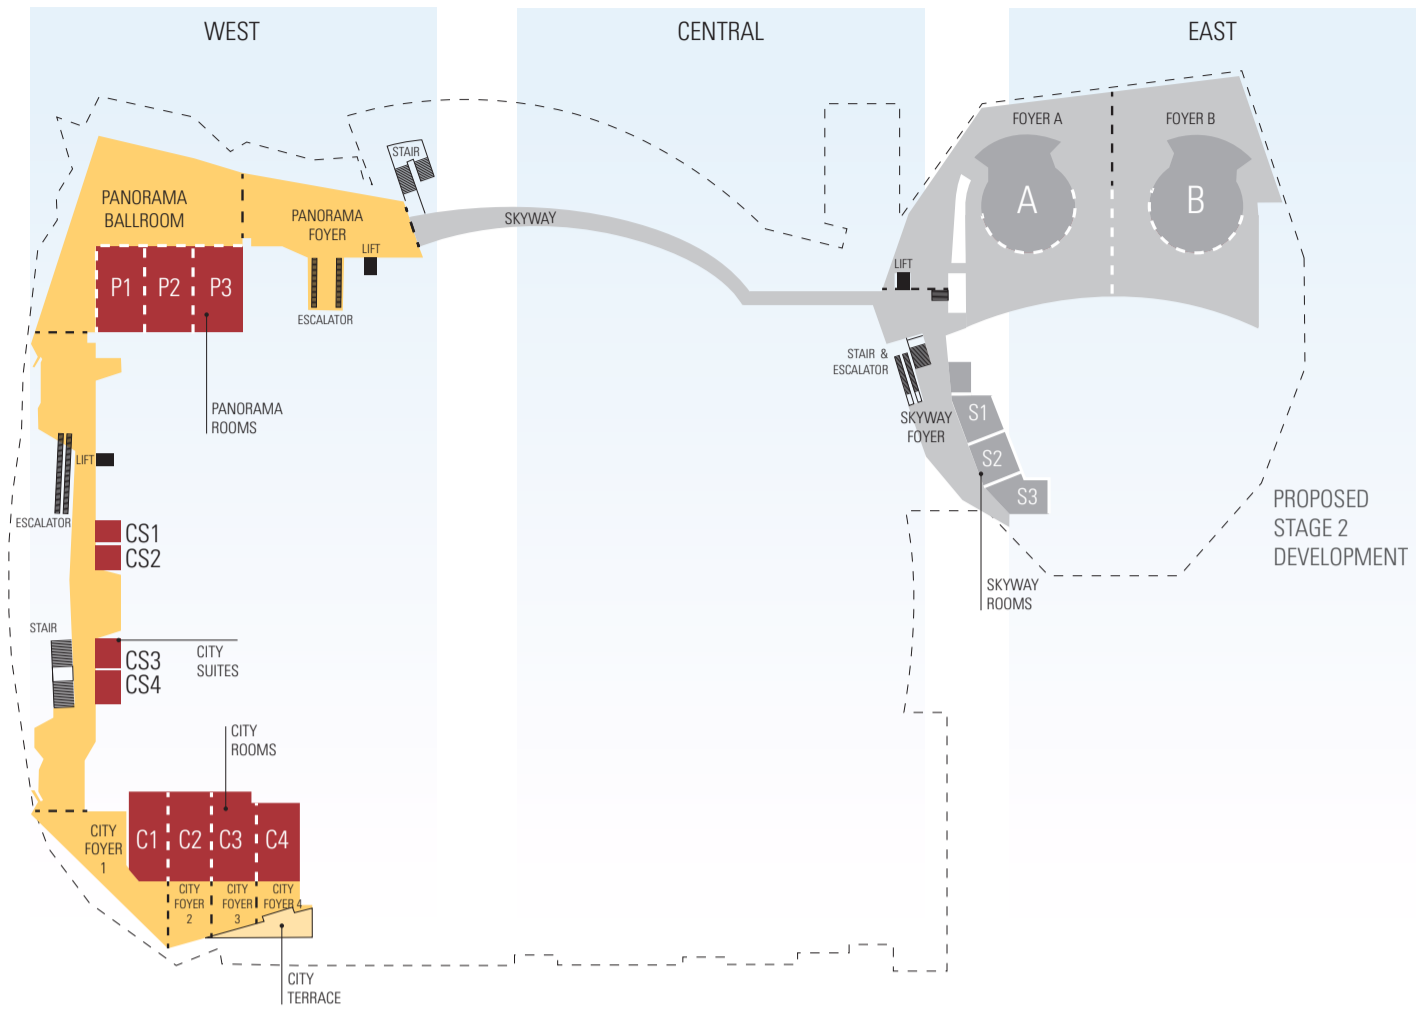 WEST
CENTRAL
EAST
FOYER A
FOYER B
STAIR
PANORAMA
BALLROOM
A
B
PANORAMA
FOYER
SKYWAY
LIFT
LIFT
P1
P2
P3
ESCALATOR
STAIR &
ESCALATOR
PANORAMA
ROOMS
SKYWAY
FOYER
S1
S2
S3
LIFT
ESCALATOR
CS1
CS2
PROPOSED
STAGE 2
DEVELOPMENT
SKYWAY
ROOMS
STAIR
CITY
SUITES
CS3
CS4
CITY
ROOMS
CITY
FOYER
1
C1
C2
C3
C4
CITY
FOYER
2
CITY
FOYER
3
CITY
FOYER 4
CITY
TERRACE